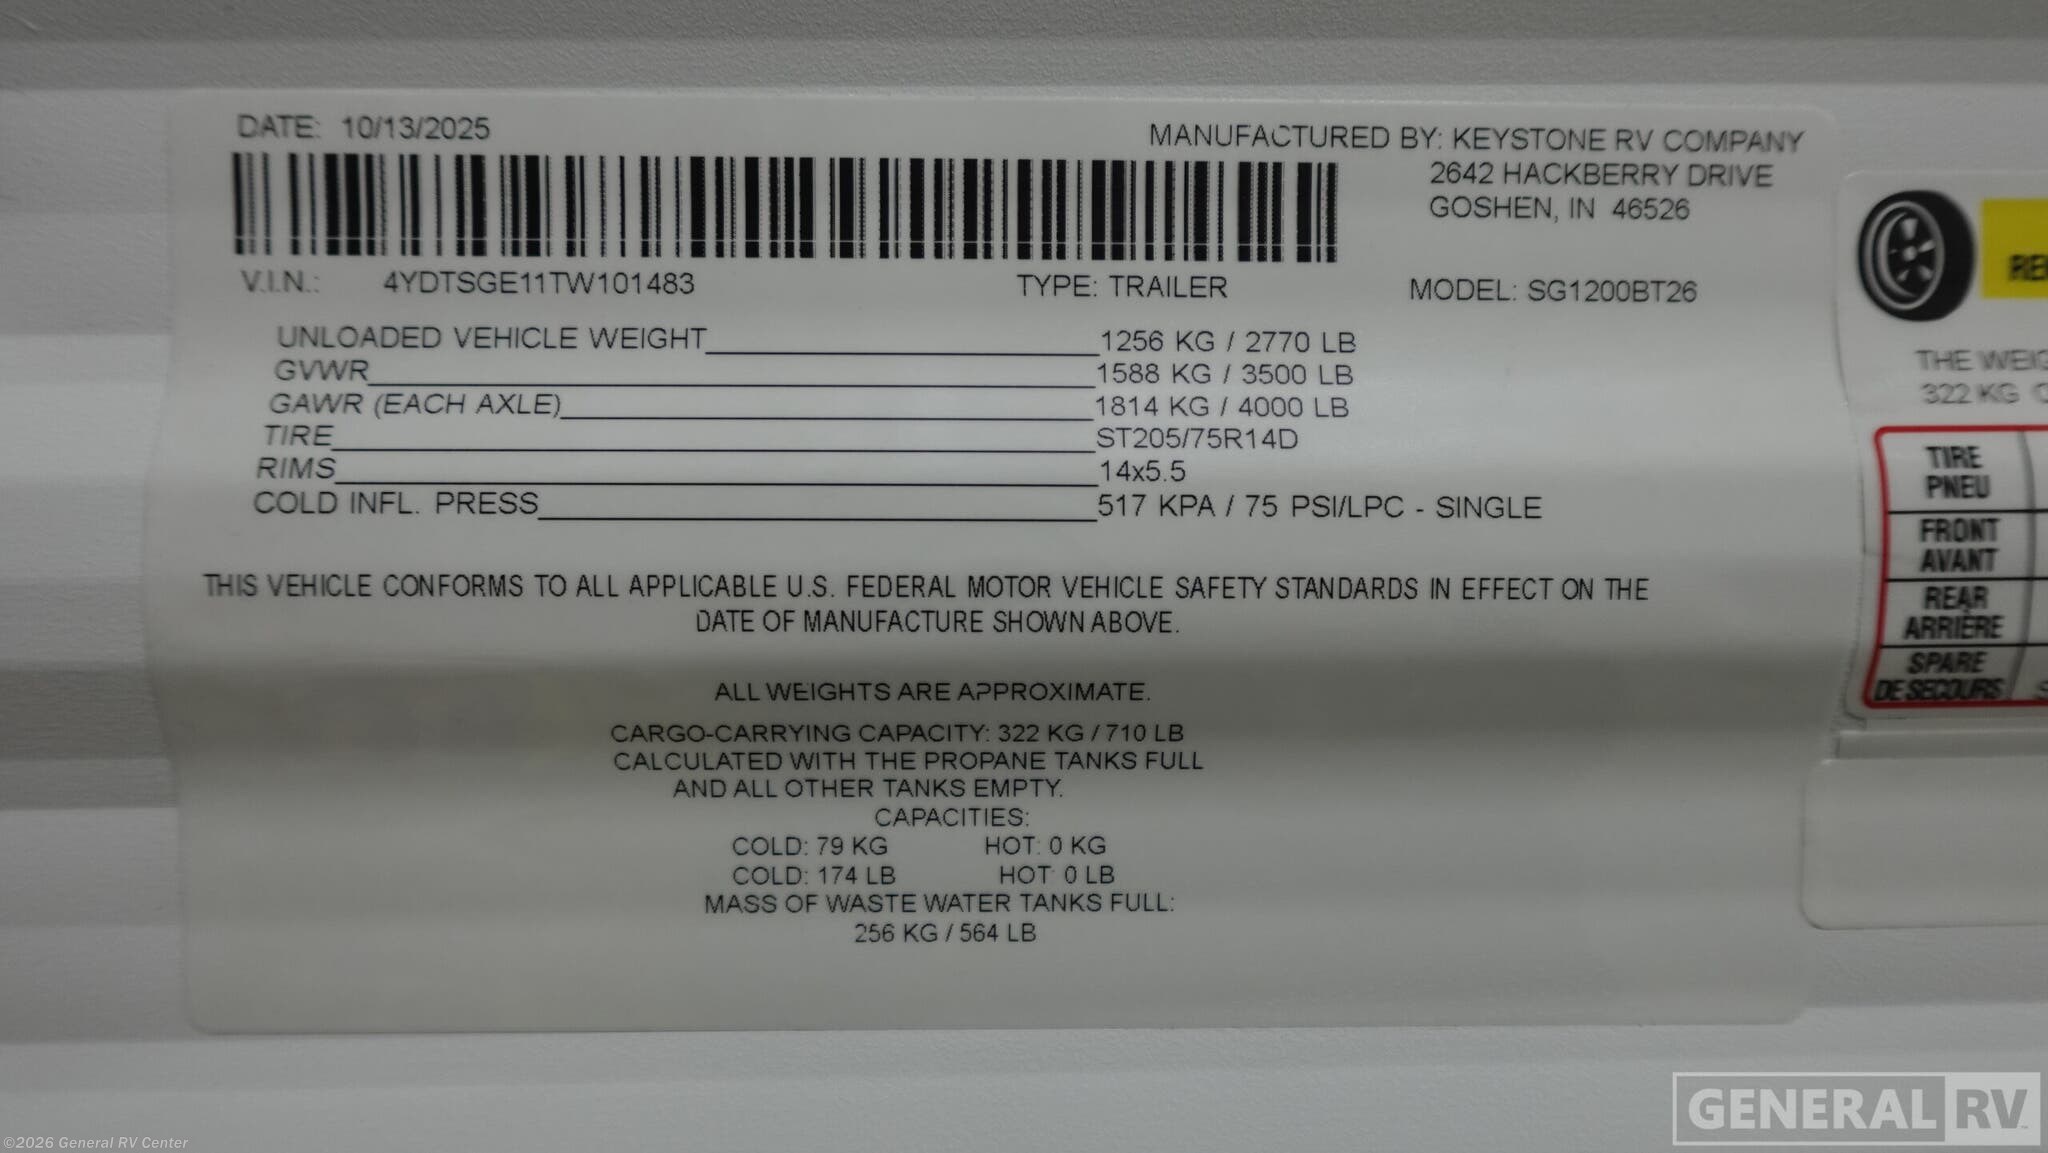 DATE: 10/13/2025
MANUFACTURED BY: KEYSTONE RV COMPANY
2642 HACKBERRY DRIVE
GOSHEN, IN 46526
V.I.N.: 4YDTSGE11TW101483 TYPE: TRAILER MODEL: SG1200BT26
UNLOADED VEHICLE WEIGHT 1256 KG / 2770 LB
GVWR 1588 KG / 3500 LB
GAWR (EACH AXLE) 1814 KG / 4000 LB
TIRE ST205/75R14D
RIMS 14x5.5
COLD INFL. PRESS 517 KPA / 75 PSI/LPC - SINGLE
THIS VEHICLE CONFORMS TO ALL APPLICABLE U.S. FEDERAL MOTOR VEHICLE SAFETY STANDARDS IN EFFECT ON THE
DATE OF MANUFACTURE SHOWN ABOVE.
ALL WEIGHTS ARE APPROXIMATE.
CARGO-CARRYING CAPACITY: 322 KG / 710 LB
CALCULATED WITH THE PROPANE TANKS FULL
AND ALL OTHER TANKS EMPTY.
CAPACITIES:
COLD: 79 KG HOT: 0 KG
COLD: 174 LB HOT: 0 LB
MASS OF WASTE WATER TANKS FULL:
256 KG / 564 LB
THE
322 KG
TIRE
PNEU
FRONT
AVANT
REAR
ARRIÈRE
SPARE
DE SECOURS
GENERAL RV
©2026 General RV Center